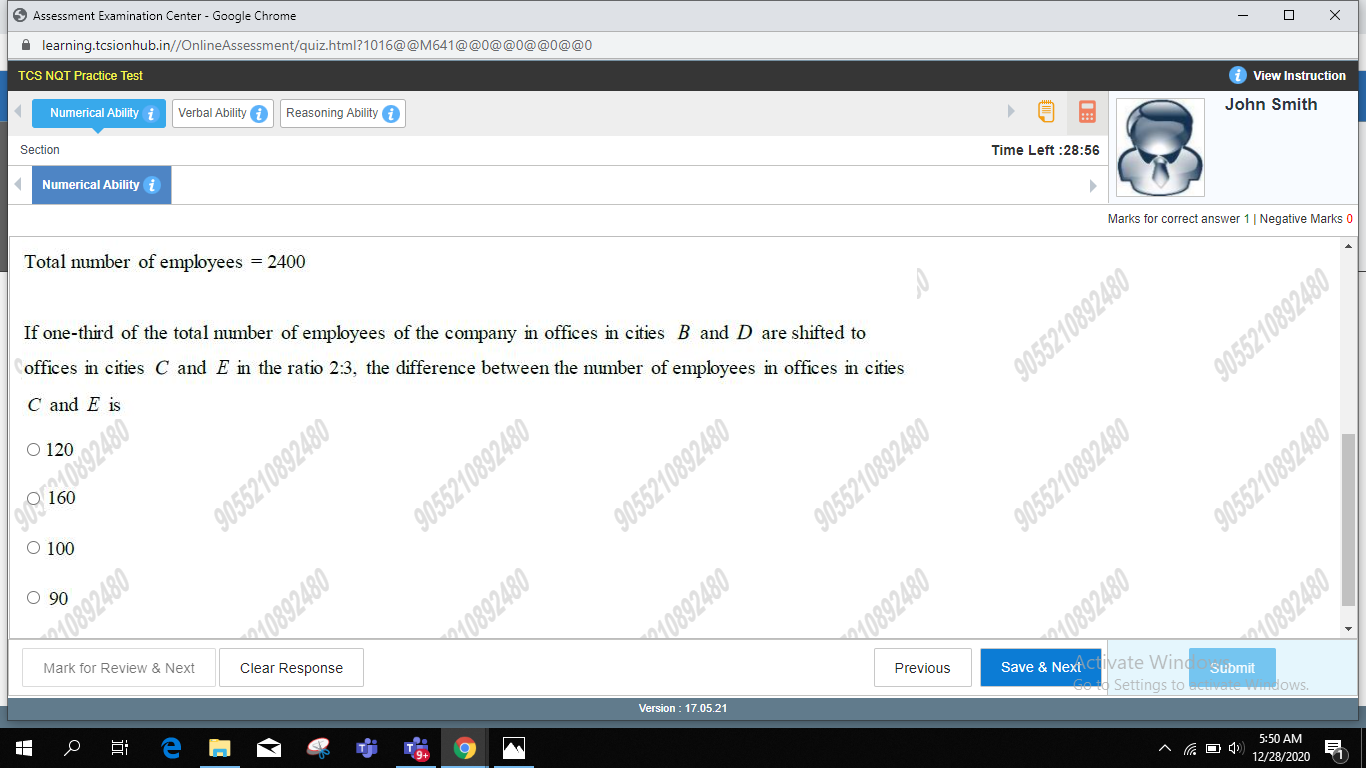 Assessment Examination Center - Google Chrome
learning.tcsionhub.in//OnlineAssessment/quiz.html?1016@@M641@@0@@0@@0@@0
TCS NQT Practice Test
View Instruction
Numerical Ability
Verbal Ability
Reasoning Ability
John Smith
Section
Time Left :28:56
Numerical Ability
Marks for correct answer 1 | Negative Marks 0
Total number of employees = 2400
If one-third of the total number of employees of the company in offices in cities B and D are shifted to
offices in cities C and E in the ratio 2:3, the difference between the number of employees in offices in cities
C and E is
120
160
100
90
9055210892480
Mark for Review & Next
Clear Response
Previous
Save & Next
Submit
Activate Windows
Go to Settings to activate Windows.
Version : 17.05.21
9+
5:50 AM
12/28/2020
1